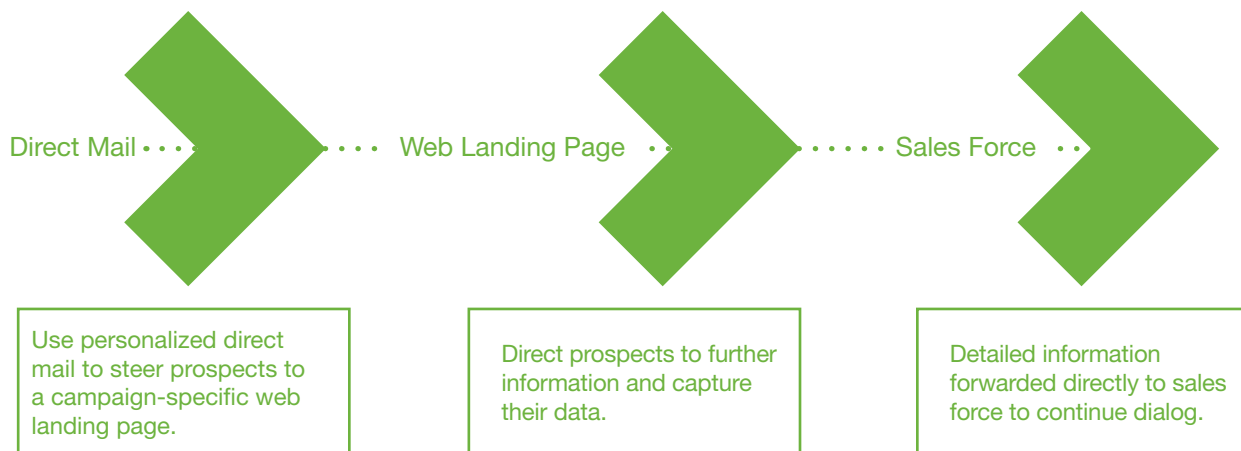 Direct Mail
Web Landing Page
Sales Force
Use personalized direct
mail to steer prospects to
a campaign-specific web
landing page.
Direct prospects to further
information and capture
their data.
Detailed information
forwarded directly to sales
force to continue dialog.